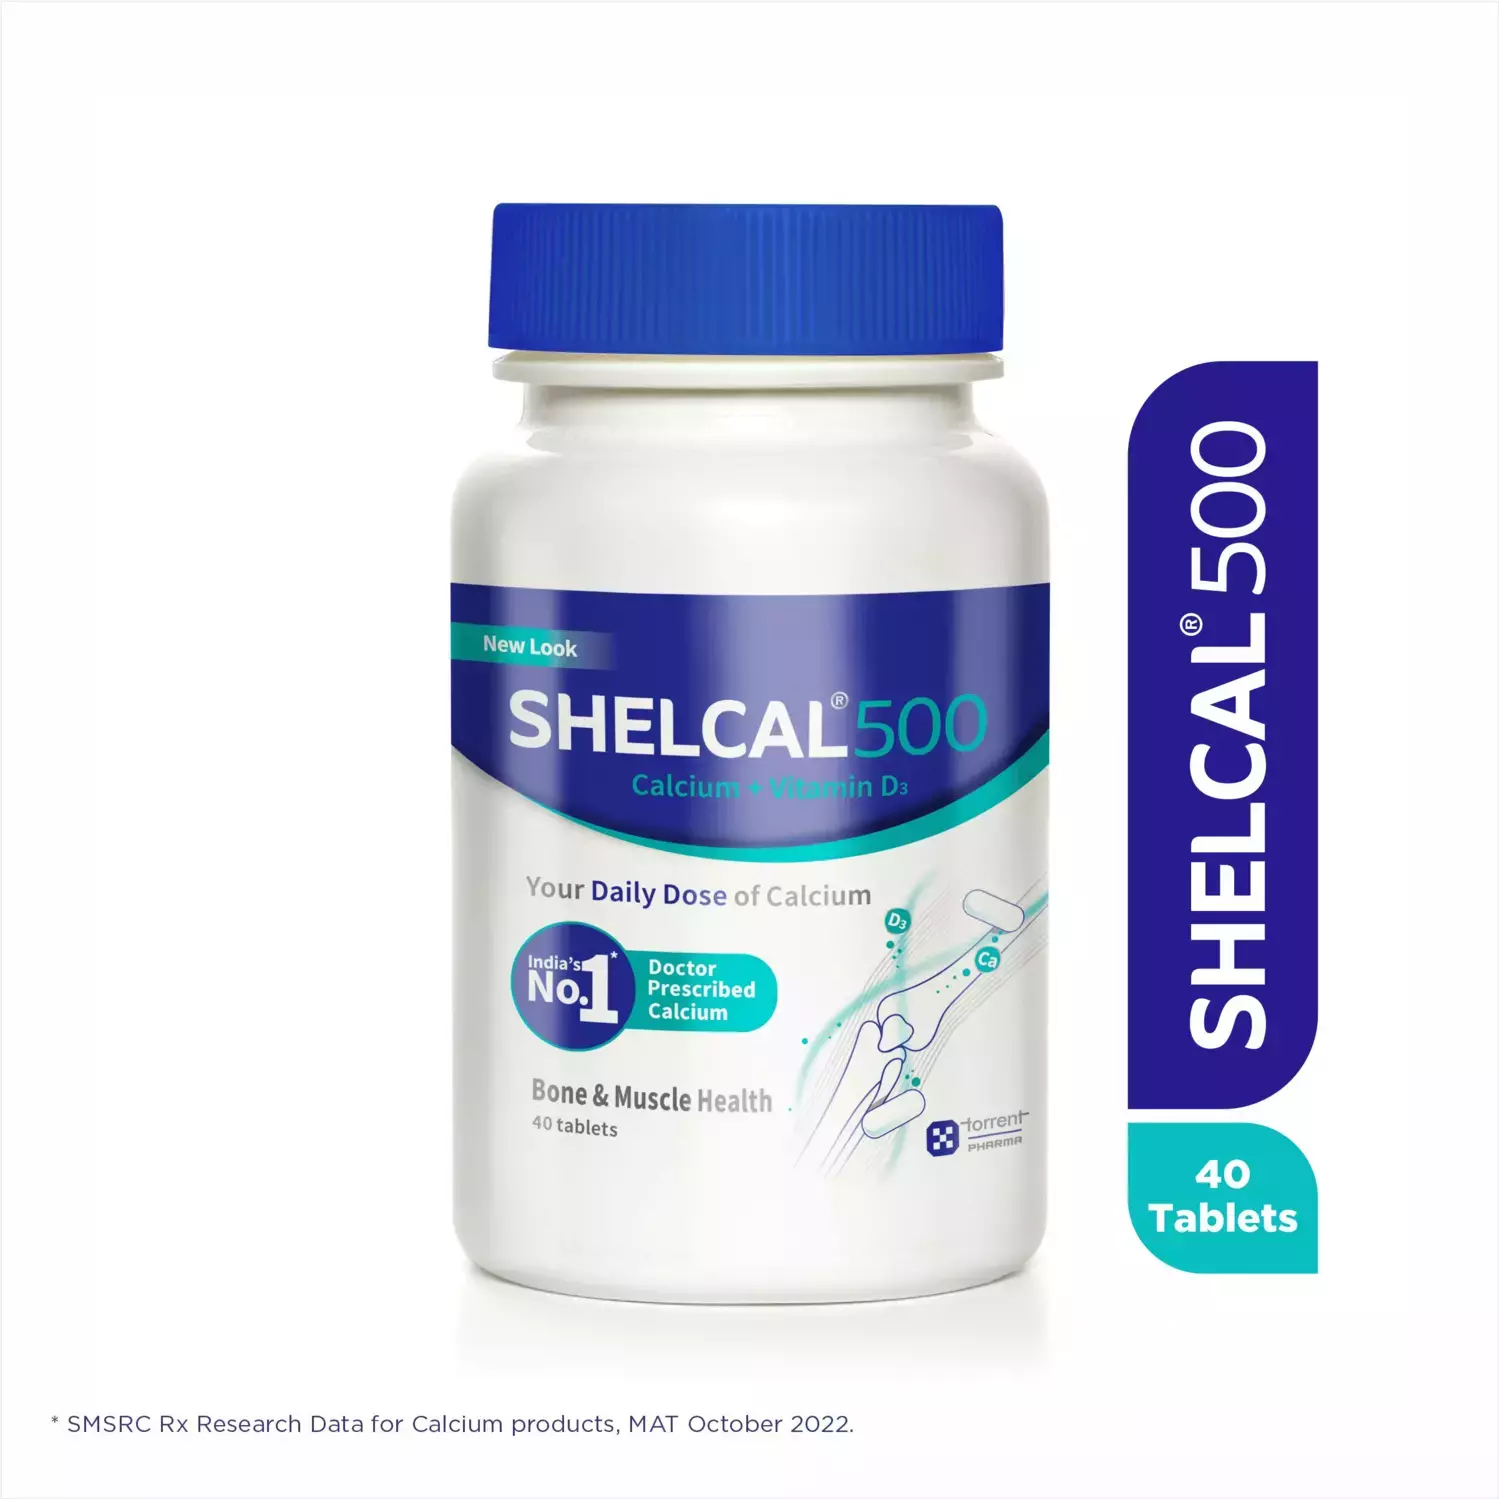 New Look
SHELCAL® 500
Calcium + Vitamin D3
Your Daily Dose of Calcium
India's
No.1*
Doctor
Prescribed
Calcium
D3
Ca
Bone & Muscle Health
40 tablets
torrent
PHARMA
SHELCAL® 500
40
Tablets
* SMSRC Rx Research Data for Calcium products, MAT October 2022.